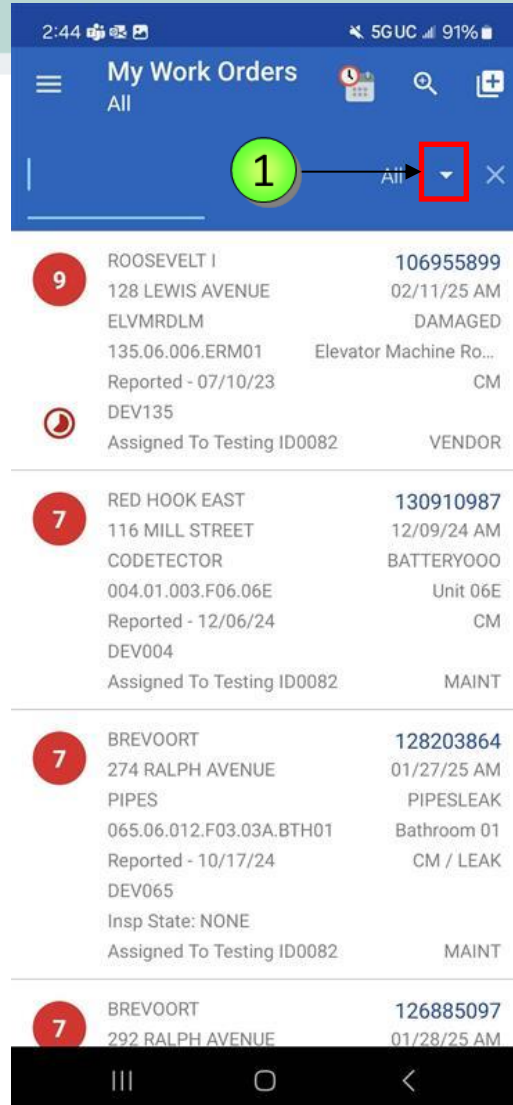 2:44 5GUC 91%
My Work Orders
All
1 All
9 ROOSEVELT I 106955899
128 LEWIS AVENUE 02/11/25 AM
ELVMRDLM DAMAGED
135.06.006.ERM01 Elevator Machine Ro...
Reported - 07/10/23 CM
DEV135
Assigned To Testing ID0082 VENDOR
7 RED HOOK EAST 130910987
116 MILL STREET 12/09/24 AM
CODETECTOR BATTERYOOO
004.01.003.F06.06E Unit 06E
Reported - 12/06/24 CM
DEV004
Assigned To Testing ID0082 MAINT
7 BREVOORT 128203864
274 RALPH AVENUE 01/27/25 AM
PIPES PIPESLEAK
065.06.012.F03.03A.BTH01 Bathroom 01
Reported - 10/17/24 CM / LEAK
DEV065
Insp State: NONE
Assigned To Testing ID0082 MAINT
7 BREVOORT 126885097
292 RALPH AVENUE 01/28/25 AM